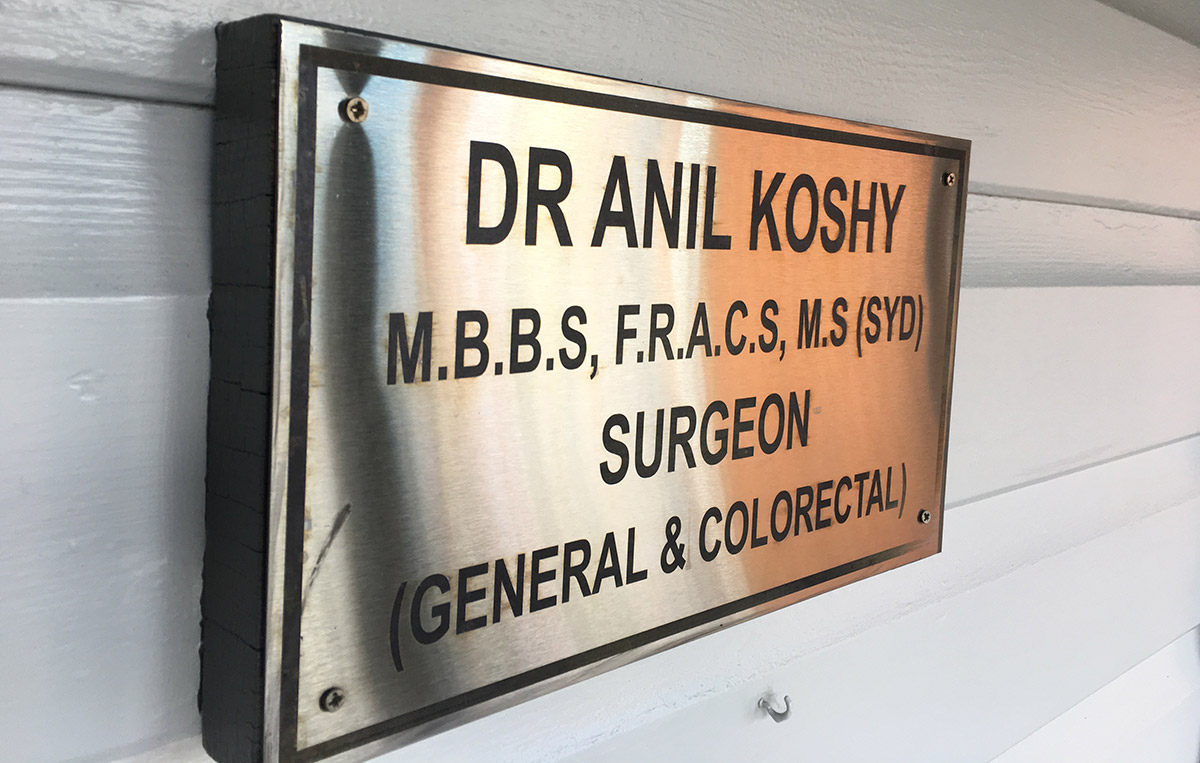 DR ANIL KOSHY
M.B.B.S, F.R.A.C.S, M.S (SYD)
SURGEON
(GENERAL & COLORECTAL)